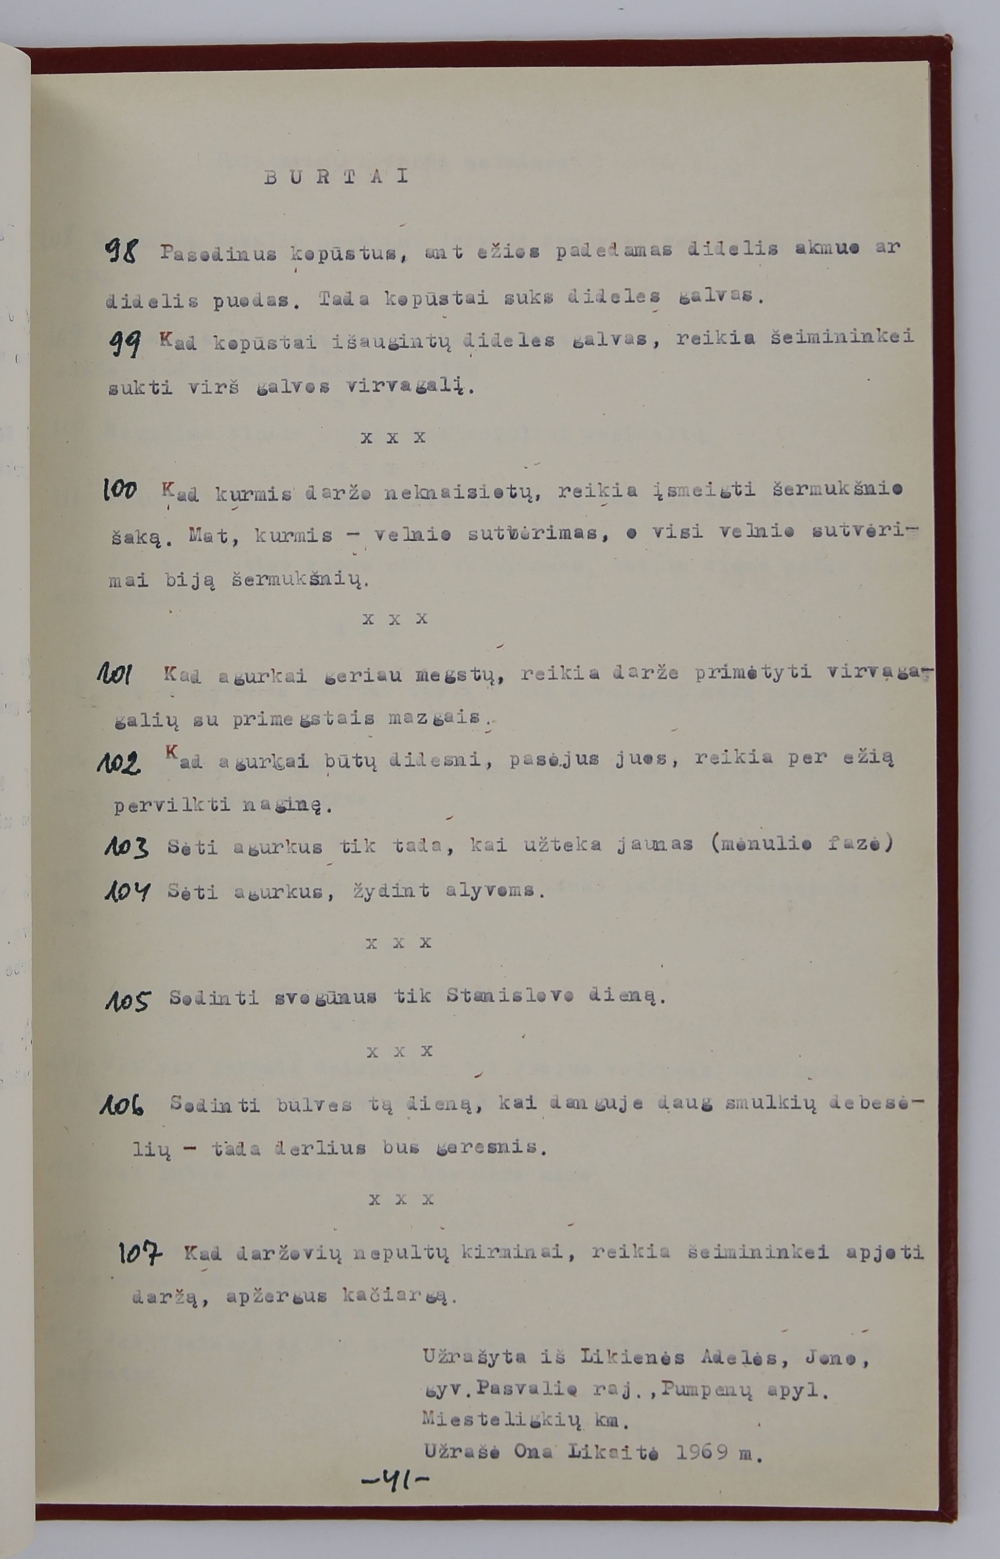 B U R T A I
98 Pasodinus kopūstus, ant ežios padedamas didelis akmuo ar
didelis puodas. Tada kopūstai suks dideles galvas.
99 Kad kopūstai išaugintų dideles galvas, reikia šeimininkei
sukti virš galvos virvagalį.
x x x
100 Kad kurmis daržo neknaisiotų, reikia įsmeigti šermukšnio
šaką. Mat, kurmis - velnio sutvėrimas, o visi velnio sutvėri-
mai biją šermukšnių.
x x x
101 Kad agurkai geriau megstų, reikia darže primėtyti virvaga-
galių su primegstais mazgais.
102 Kad agurkai būtų didesni, pasėjus juos, reikia per ežią
pervilkti naginę.
103 Sėti agurkus tik tada, kai užteka jaunas (mėnulio fazė)
104 Sėti agurkus, žydint alyvoms.
x x x
105 Sodinti svogūnus tik Stanislovo dieną.
x x x
106 Sodinti bulves tą dieną, kai danguje daug smulkių debesė-
lių - tada derlius bus geresnis.
x x x
107 Kad daržovių nepultų kirminai, reikia šeimininkei apjoti
daržą, apžergus kačiargą.
Užrašyta iš Likienės Adelės, Jono,
gyv. Pasvalio raj., Pumpėnų apyl.
Miesteligkių km.
Užrašė Ona Likaitė 1969 m.
-41-